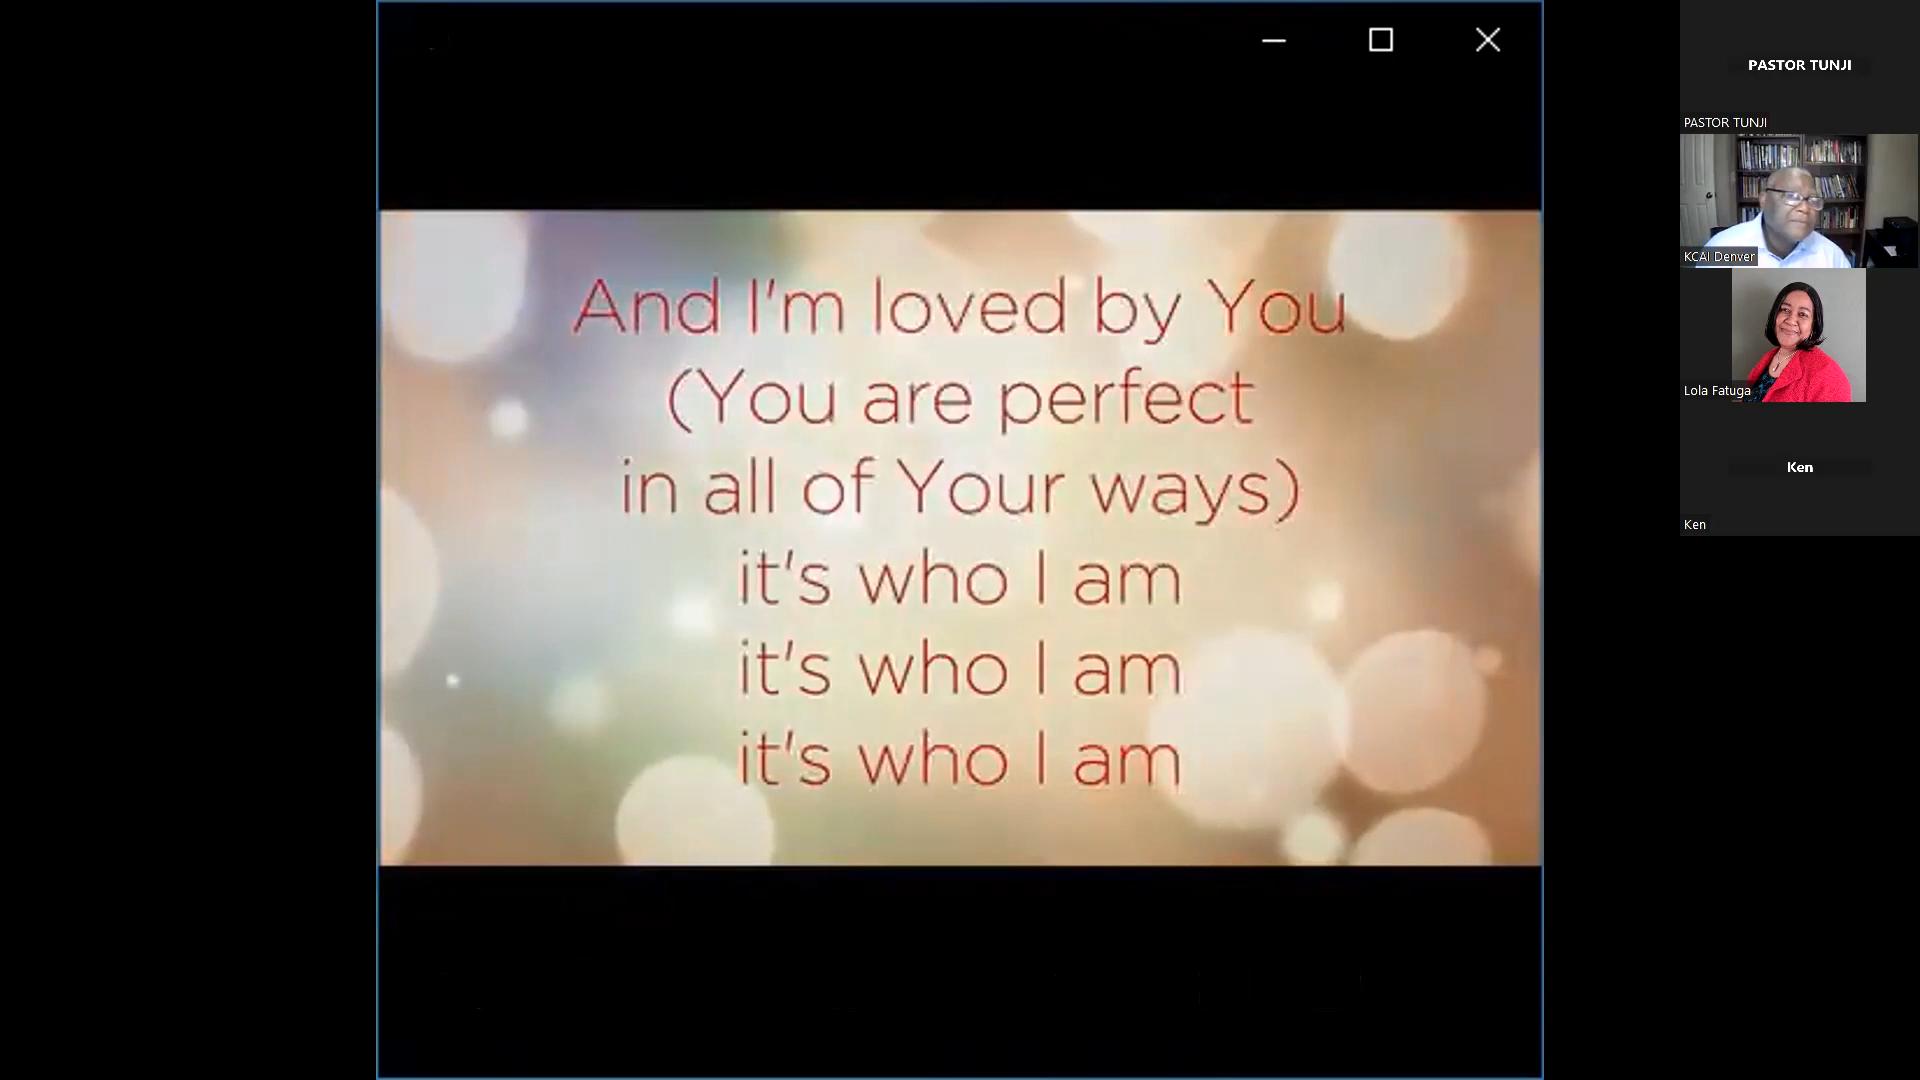 And I'm loved by You
(You are perfect
in all of Your ways)
it's who I am
it's who I am
it's who I am
PASTOR TUNJI
PASTOR TUNJI
KCAI Denver
Lola Fatuga
Ken
Ken